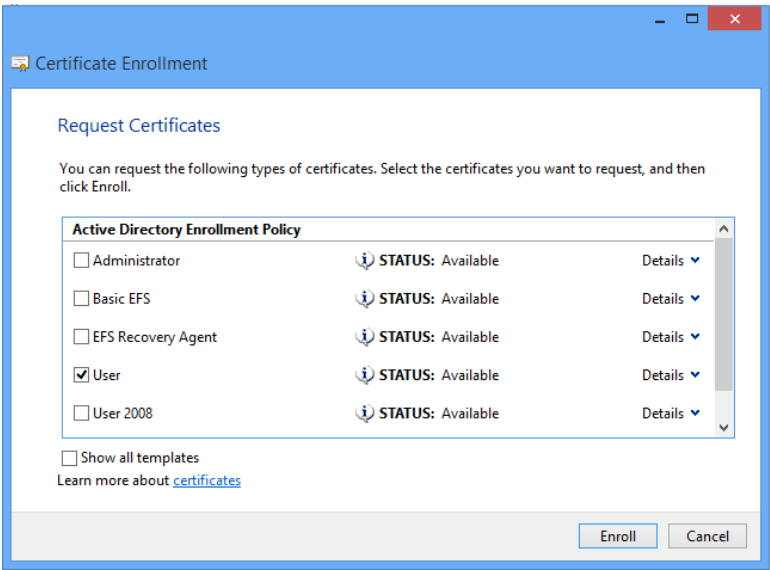 Certificate Enrollment
Request Certificates
You can request the following types of certificates. Select the certificates you want to request, and then
click Enroll.
Active Directory Enrollment Policy
Administrator STATUS: Available Details
Basic EFS STATUS: Available Details
EFS Recovery Agent STATUS: Available Details
User STATUS: Available Details
User 2008 STATUS: Available Details
Show all templates
Learn more about certificates
Enroll Cancel